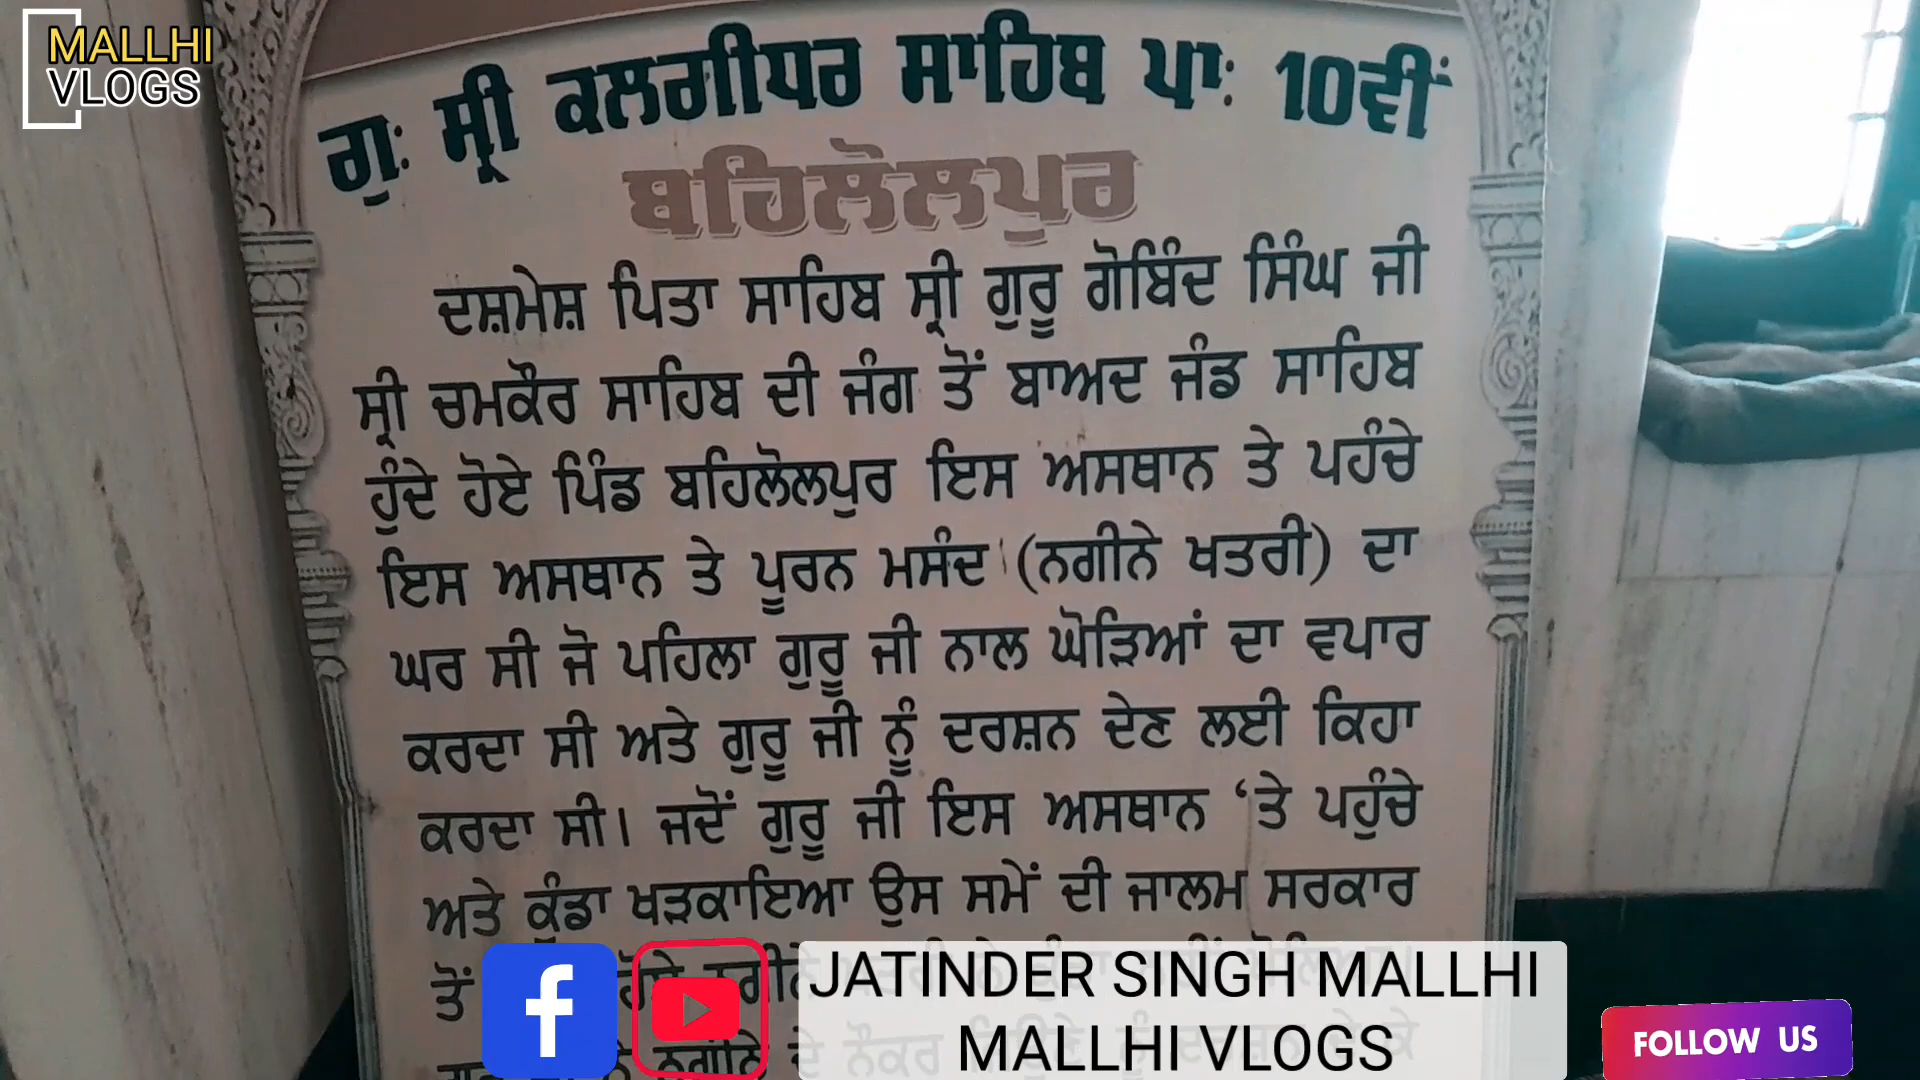 MALLHI
VLOGS
ਗੁ: ਸ੍ਰੀ ਕਲਗੀਧਰ ਸਾਹਿਬ ਪਾ: 10ਵੀਂ
ਬਹਿਲੋਲਪੁਰ
ਦਸ਼ਮੇਸ਼ ਪਿਤਾ ਸਾਹਿਬ ਸ੍ਰੀ ਗੁਰੂ ਗੋਬਿੰਦ ਸਿੰਘ ਜੀ
ਸ੍ਰੀ ਚਮਕੌਰ ਸਾਹਿਬ ਦੀ ਜੰਗ ਤੋਂ ਬਾਅਦ ਜੰਡ ਸਾਹਿਬ
ਹੁੰਦੇ ਹੋਏ ਪਿੰਡ ਬਹਿਲੋਲਪੁਰ ਇਸ ਅਸਥਾਨ ਤੇ ਪਹੰਚੇ
ਇਸ ਅਸਥਾਨ ਤੇ ਪੂਰਨ ਮਸੰਦ (ਨਗੀਨੇ ਖਤਰੀ) ਦਾ
ਘਰ ਸੀ ਜੋ ਪਹਿਲਾ ਗੁਰੂ ਜੀ ਨਾਲ ਘੋੜਿਆਂ ਦਾ ਵਪਾਰ
ਕਰਦਾ ਸੀ ਅਤੇ ਗੁਰੂ ਜੀ ਨੂੰ ਦਰਸ਼ਨ ਦੇਣ ਲਈ ਕਿਹਾ
ਕਰਦਾ ਸੀ। ਜਦੋਂ ਗੁਰੂ ਜੀ ਇਸ ਅਸਥਾਨ ‘ਤੇ ਪਹੁੰਚੇ
ਅਤੇ ਕੁੰਡਾ ਖੜਕਾਇਆ ਉਸ ਸਮੇਂ ਦੀ ਜਾਲਮ ਸਰਕਾਰ
ਤੋਂ
ਨਗੀਨੇ ਦੇ ਨੌਕਰ
JATINDER SINGH MALLHI
MALLHI VLOGS
FOLLOW US